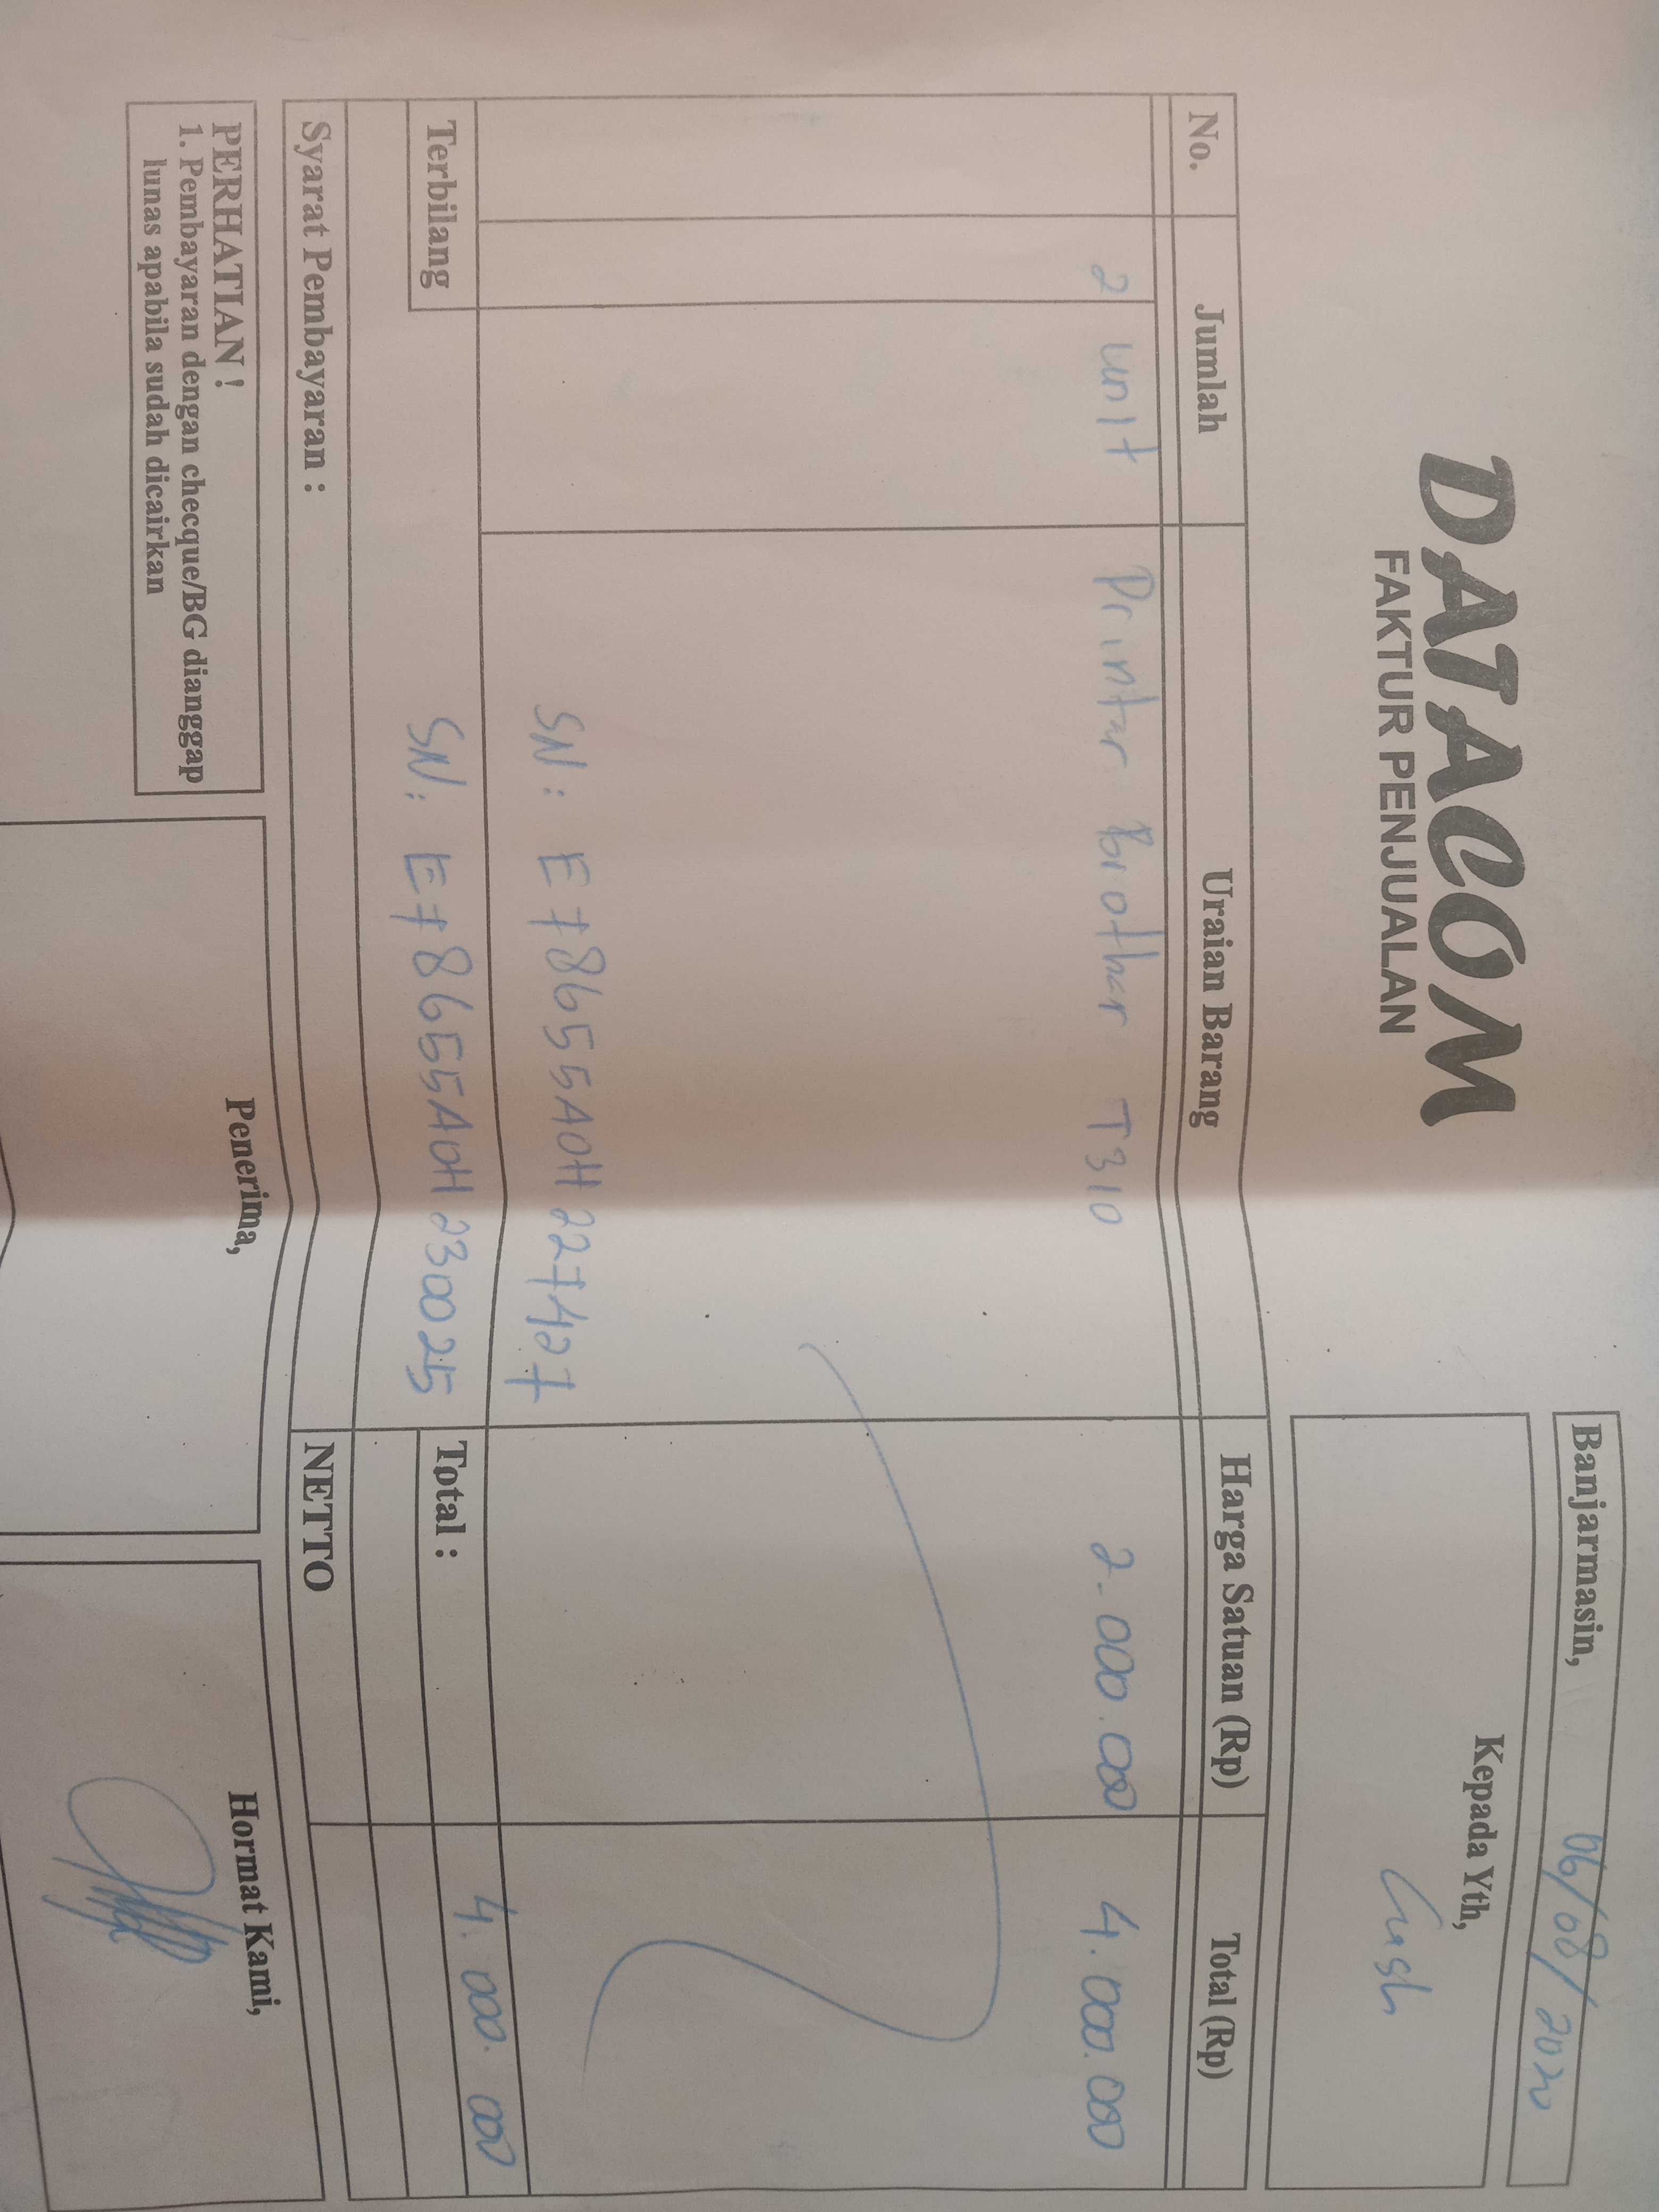 DATACOM
FAKTUR PENJUALAN
Banjarmasin, 06/08/2020
Kepada Yth,
Cash
No. Jumlah Uraian Barang Harga Satuan (Rp) Total (Rp)
2 unit Printer Brother T310 2.000.000 4.000.000
SN: E78655A0H227427
Terbilang SN: E78655A0H230025 Total : 4.000.000
Syarat Pembayaran : NETTO
PERHATIAN !
1. Pembayaran dengan checque/BG dianggap
lunas apabila sudah dicairkan
Penerima,
Hormat Kami,